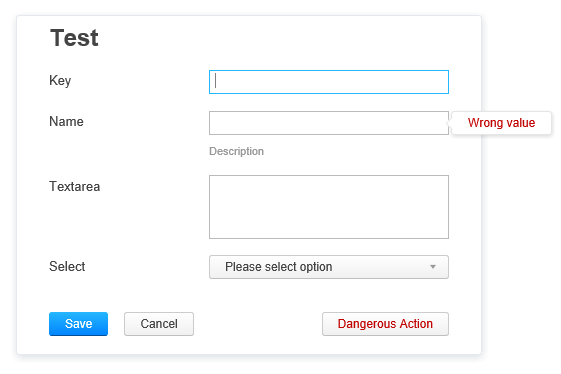 Test
Key
Name
Wrong value
Description
Textarea
Select
Please select option
Save
Cancel
Dangerous Action